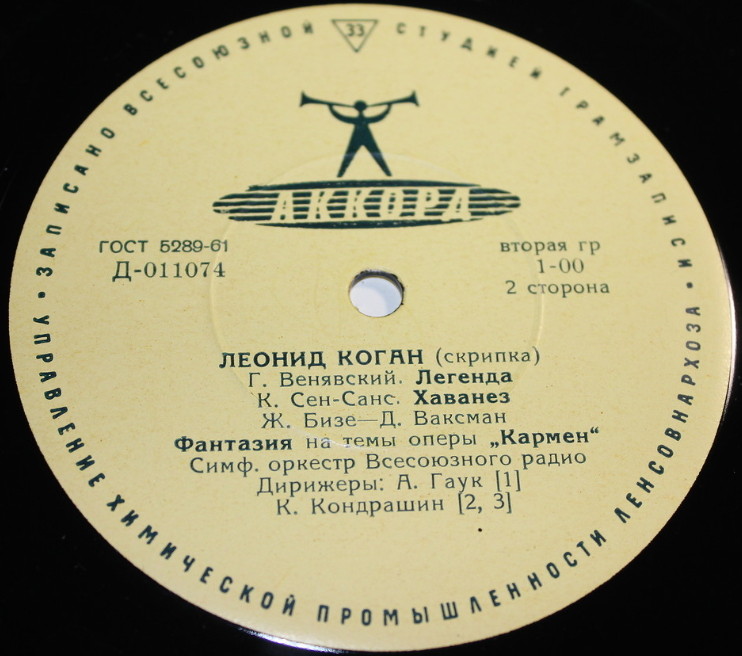 • ЗАПИСАНО ВСЕСОЮЗНОЙ 33 СТУДИЕЙ ГРАМЗАПИСИ •
АККОРД
ГОСТ 5289-61
Д-011074
вторая гр
1-00
2 сторона
ЛЕОНИД КОГАН (скрипка)
Г. Венявский. Легенда
К. Сен-Санс. Хаванез
Ж. Бизе—Д. Ваксман
Фантазия на темы оперы „Кармен“
Симф. оркестр Всесоюзного радио
Дирижеры: А. Гаук [1]
К. Кондрашин [2, 3]
УПРАВЛЕНИЕ ХИМИЧЕСКОЙ ПРОМЫШЛЕННОСТИ ЛЕНСОВНАРХОЗА